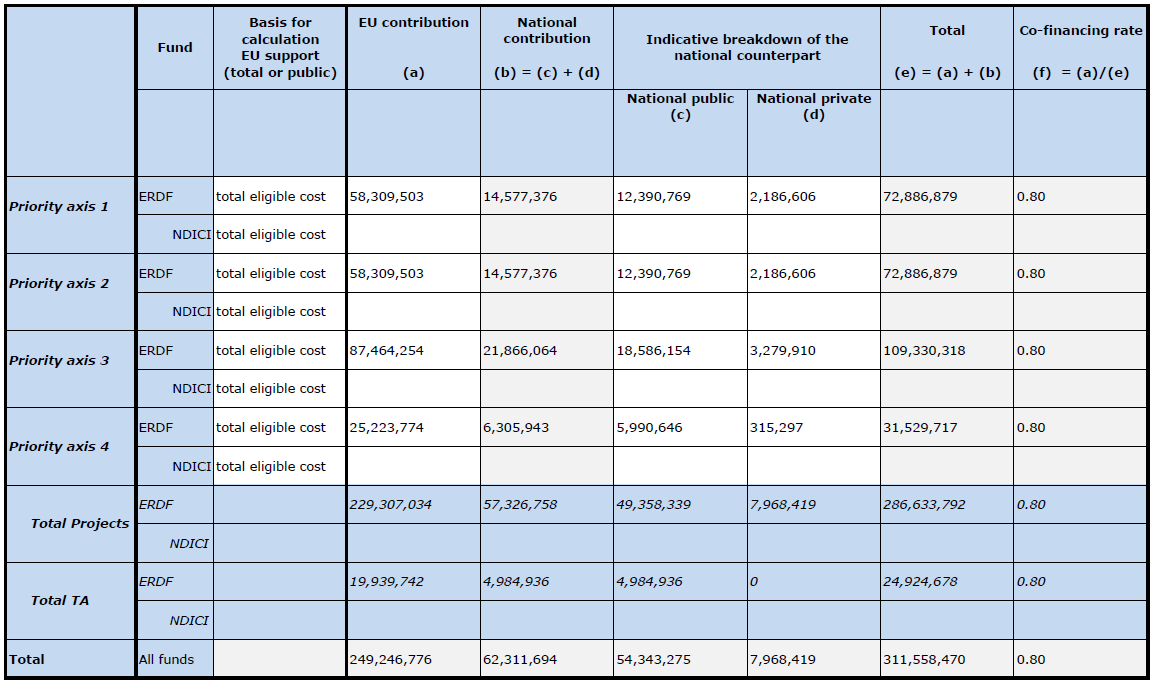 Fund
Basis for
calculation
EU support
(total or public)
EU contribution
(a)
National
contribution
(b) = (c) + (d)
Indicative breakdown of the
national counterpart
Total
(e) = (a) + (b)
Co-financing rate
(f) = (a)/(e)
National public
(c)
National private
(d)
Priority axis 1
ERDF total eligible cost 58,309,503 14,577,376 12,390,769 2,186,606 72,886,879 0.80
NDICI total eligible cost
Priority axis 2
ERDF total eligible cost 58,309,503 14,577,376 12,390,769 2,186,606 72,886,879 0.80
NDICI total eligible cost
Priority axis 3
ERDF total eligible cost 87,464,254 21,866,064 18,586,154 3,279,910 109,330,318 0.80
NDICI total eligible cost
Priority axis 4
ERDF total eligible cost 25,223,774 6,305,943 5,990,646 315,297 31,529,717 0.80
NDICI total eligible cost
Total Projects
ERDF 229,307,034 57,326,758 49,358,339 7,968,419 286,633,792 0.80
NDICI
Total TA
ERDF 19,939,742 4,984,936 4,984,936 0 24,924,678 0.80
NDICI
Total All funds 249,246,776 62,311,694 54,343,275 7,968,419 311,558,470 0.80